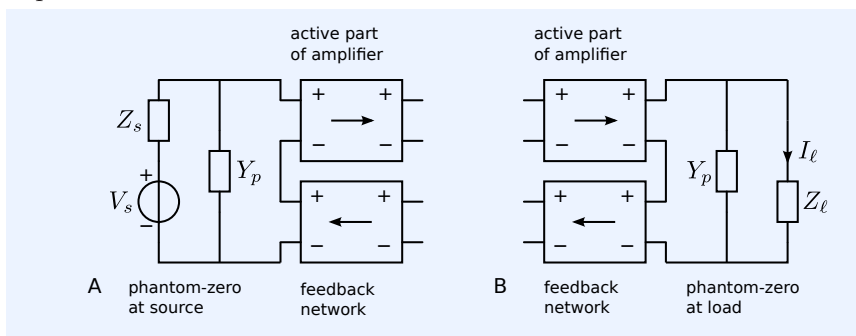 active part
of amplifier
active part
of amplifier
+ +
− −
Z_s
Y_p
+
V_s
−
+ +
− −
+ +
− −
Y_p
I_ℓ
Z_ℓ
+ +
− −
A
phantom-zero
at source
feedback
network
B
feedback
network
phantom-zero
at load